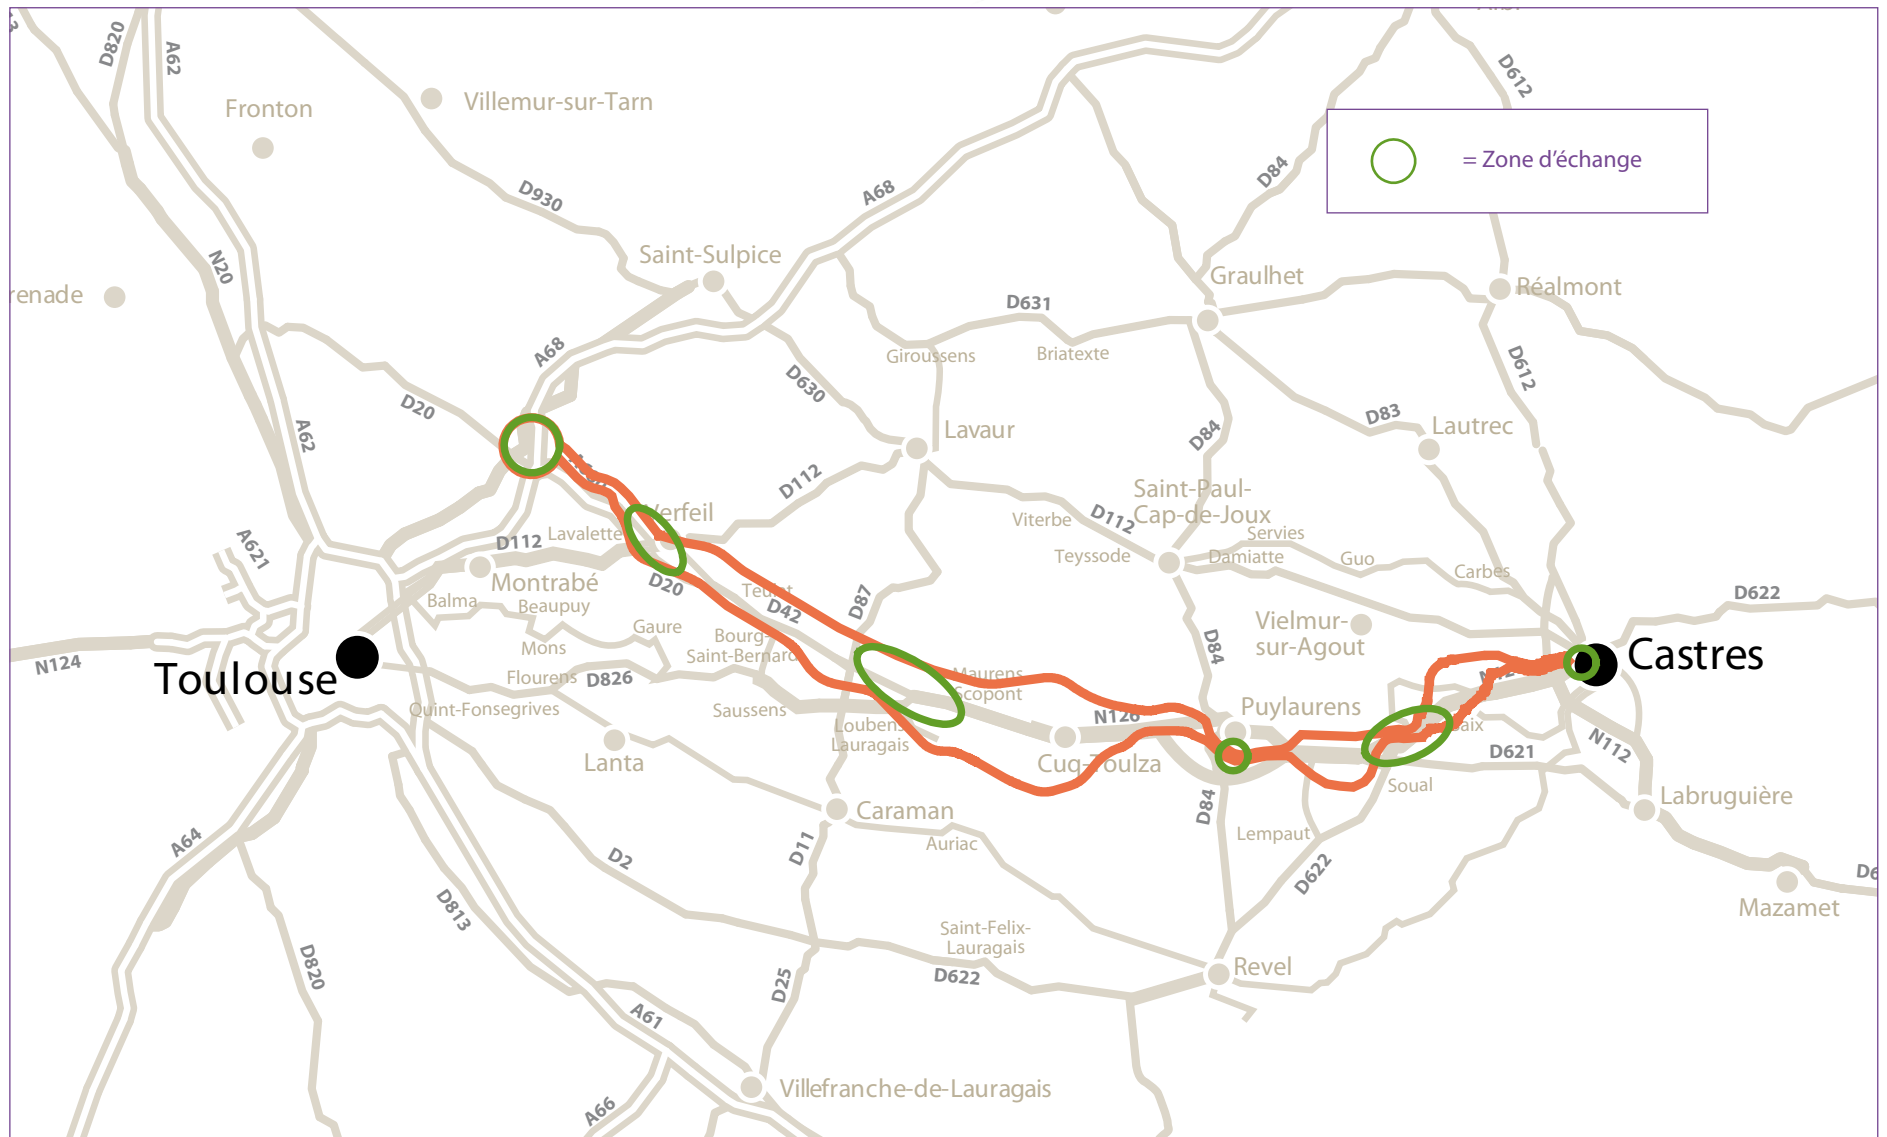 D820
A62
D612
Fronton
Villemur-sur-Tarn
= Zone d'échange
D930
A68
D84
N20
Saint-Sulpice
Graulhet
Réalmont
renade
D631
Giroussens
Briatexte
A68
D630
D612
D20
A62
D83
Lautrec
Lavaur
D84
D112
Verfeil
Saint-Paul-
Cap-de-Joux
Viterbe
D112
Servies
A621
D112
Lavalette
Teyssode
Damiatte
Guo
Carbes
Montrabé
D20
D87
D622
Balma
Beaupuy
D42
Gaure
Bourg-
Saint-Bernard
Vielmur-
sur-Agout
Mons
D84
N124
Toulouse
Castres
Flourens
D826
Maurens
Scopont
Quint-Fonsegrives
Saussens
N126
Puylaurens
Loubens
Lauragais
Lanta
Cuq-Toulza
D621
N112
Soual
Caraman
D84
Labruguière
A64
D11
Auriac
Lempaut
D2
D622
D813
Mazamet
Saint-Felix-
Lauragais
D820
D25
D622
Revel
A61
Villefranche-de-Lauragais
A66